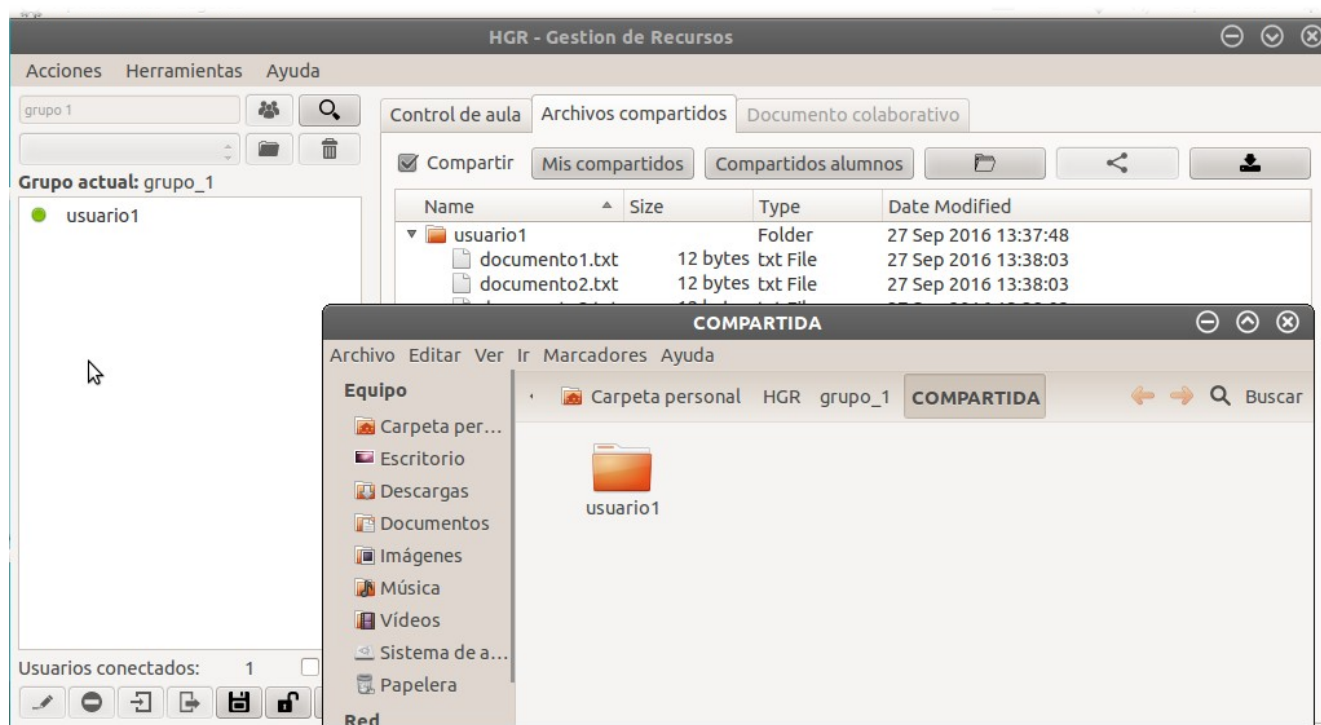 HGR - Gestion de Recursos
Acciones Herramientas Ayuda
grupo 1
Control de aula Archivos compartidos Documento colaborativo
Compartir Mis compartidos Compartidos alumnos
Grupo actual: grupo_1
usuario1
Name Size Type Date Modified
usuario1 Folder 27 Sep 2016 13:37:48
documento1.txt 12 bytes txt File 27 Sep 2016 13:38:03
documento2.txt 12 bytes txt File 27 Sep 2016 13:38:03
COMPARTIDA
Archivo Editar Ver Ir Marcadores Ayuda
Equipo
Carpeta personal HGR grupo_1 COMPARTIDA Buscar
Carpeta per...
Escritorio
Descargas
Documentos
Imágenes
Música
Vídeos
Sistema de a...
Papelera
Red
usuario1
Usuarios conectados: 1